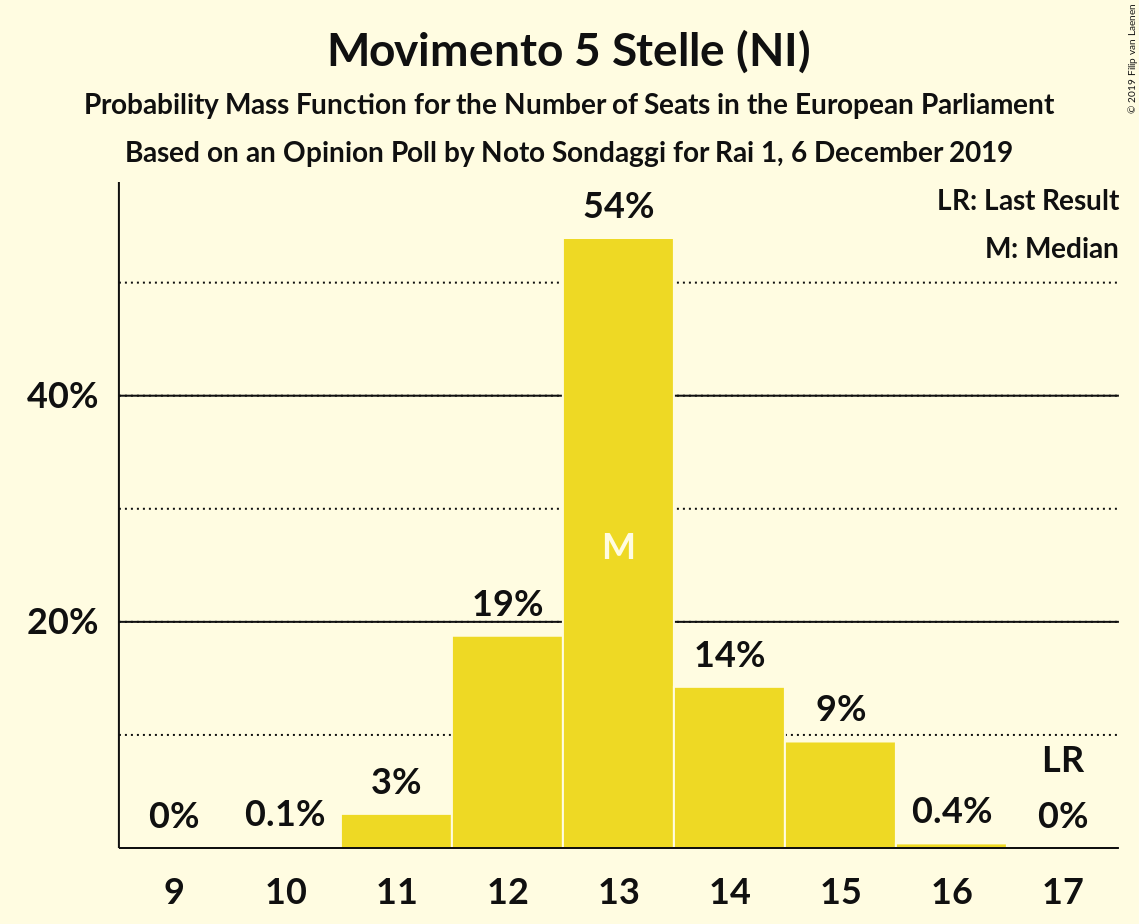 Movimento 5 Stelle (NI)
Probability Mass Function for the Number of Seats in the European Parliament
Based on an Opinion Poll by Noto Sondaggi for Rai 1, 6 December 2019
© 2019 Filip van Laenen
LR: Last Result
M: Median
54%
40%
M
19%
20%
14%
9%
LR
3%
0%
0.1%
0.4%
0%
9 10 11 12 13 14 15 16 17